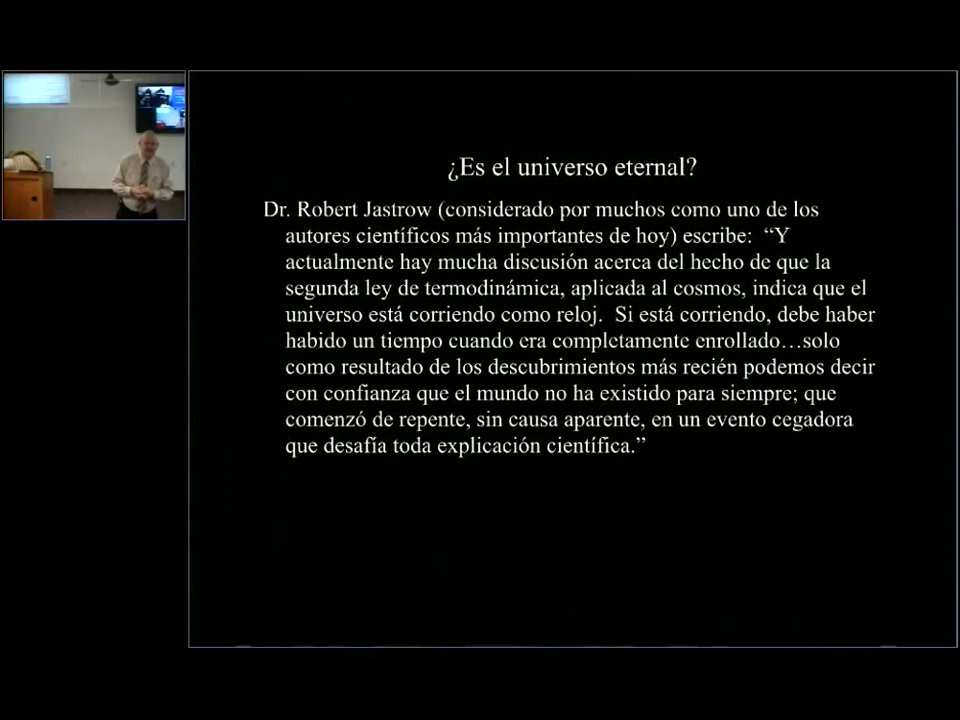 ¿Es el universo eternal?
Dr. Robert Jastrow (considerado por muchos como uno de los
autores científicos más importantes de hoy) escribe:  “Y
actualmente hay mucha discusión acerca del hecho de que la
segunda ley de termodinámica, aplicada al cosmos, indica que el
universo está corriendo como reloj.  Si está corriendo, debe haber
habido un tiempo cuando era completamente enrollado…solo
como resultado de los descubrimientos más recién podemos decir
con confianza que el mundo no ha existido para siempre; que
comenzó de repente, sin causa aparente, en un evento cegadora
que desafía toda explicación científica.”